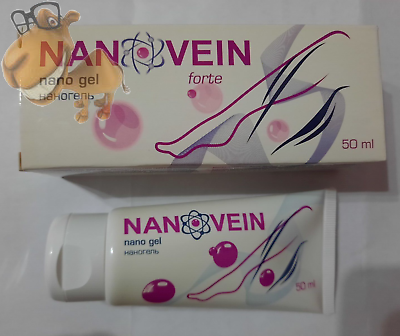 NANOVEIN
nano gel
forte
наногель
50 ml
NANOVEIN
nano gel
наногель
50 ml